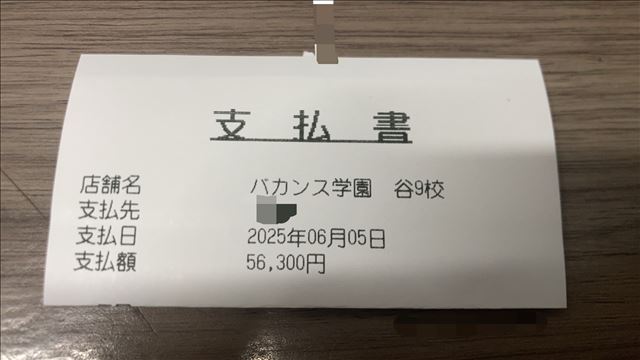 支払書
店舗名 バカンス学園 谷9校
支払先
支払日 2025年06月05日
支払額 56,300円